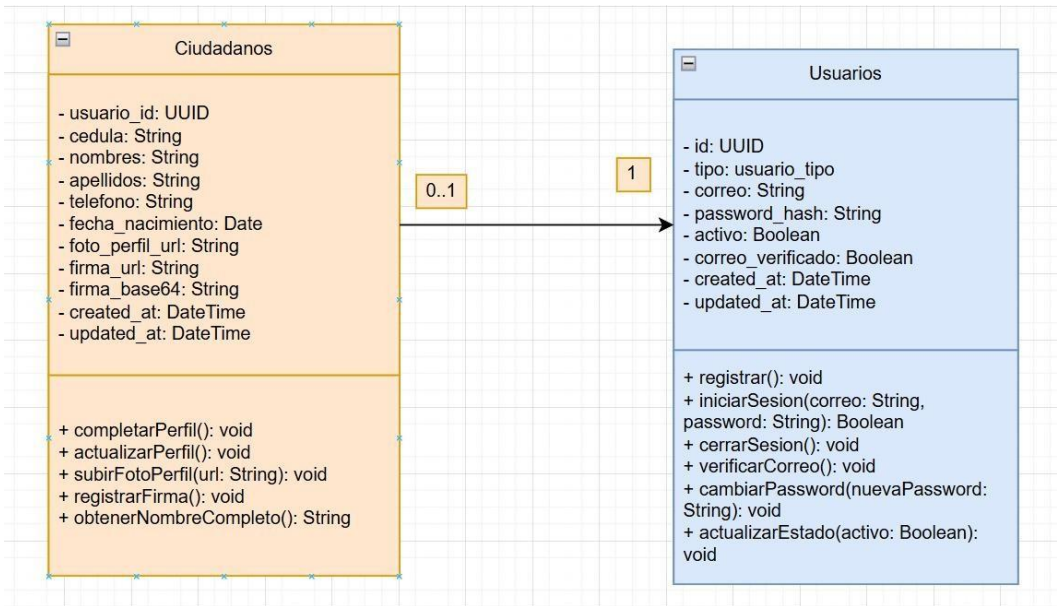 Ciudadanos
- usuario_id: UUID
- cedula: String
- nombres: String
- apellidos: String
- telefono: String
- fecha_nacimiento: Date
- foto_perfil_url: String
- firma_url: String
- firma_base64: String
- created_at: DateTime
- updated_at: DateTime
+ completarPerfil(): void
+ actualizarPerfil(): void
+ subirFotoPerfil(url: String): void
+ registrarFirma(): void
+ obtenerNombreCompleto(): String
0..1
1
Usuarios
- id: UUID
- tipo: usuario_tipo
- correo: String
- password_hash: String
- activo: Boolean
- correo_verificado: Boolean
- created_at: DateTime
- updated_at: DateTime
+ registrar(): void
+ iniciarSesion(correo: String,
password: String): Boolean
+ cerrarSesion(): void
+ verificarCorreo(): void
+ cambiarPassword(nuevaPassword:
String): void
+ actualizarEstado(activo: Boolean):
void